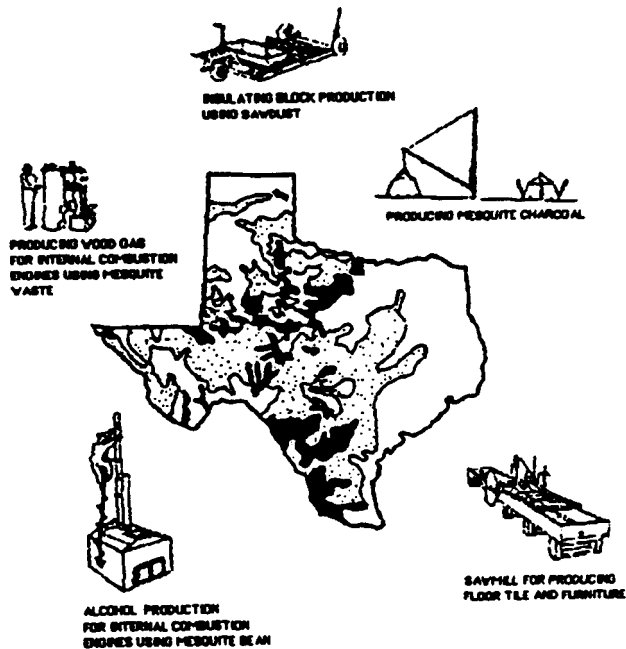 INSULATING BLOCK PRODUCTION
USING SAWDUST
PRODUCING MESQUITE CHARCOAL
PRODUCING WOOD GAS
FOR INTERNAL COMBUSTION
ENGINES USING MESQUITE
WASTE
SAWMILL FOR PRODUCING
FLOOR TILE AND FURNITURE
ALCOHOL PRODUCTION
FOR INTERNAL COMBUSTION
ENGINES USING MESQUITE BEAN